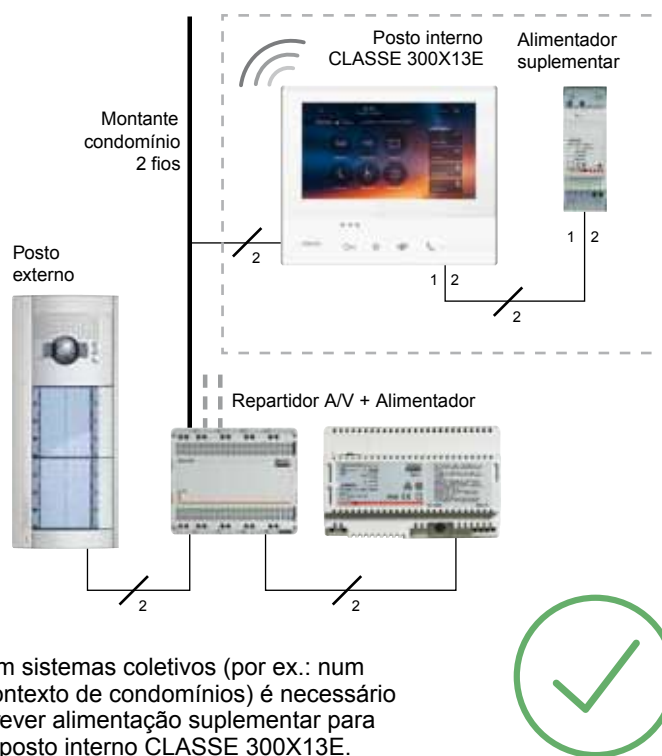 Posto interno
CLASSE 300X13E
Alimentador
suplementar
Montante
condomínio
2 fios
2
1 2
1 2
2
Posto
externo
Repartidor A/V + Alimentador
2
2
m sistemas coletivos (por ex.: num
ontexto de condomínios) é necessário
rever alimentação suplementar para
posto interno CLASSE 300X13E.